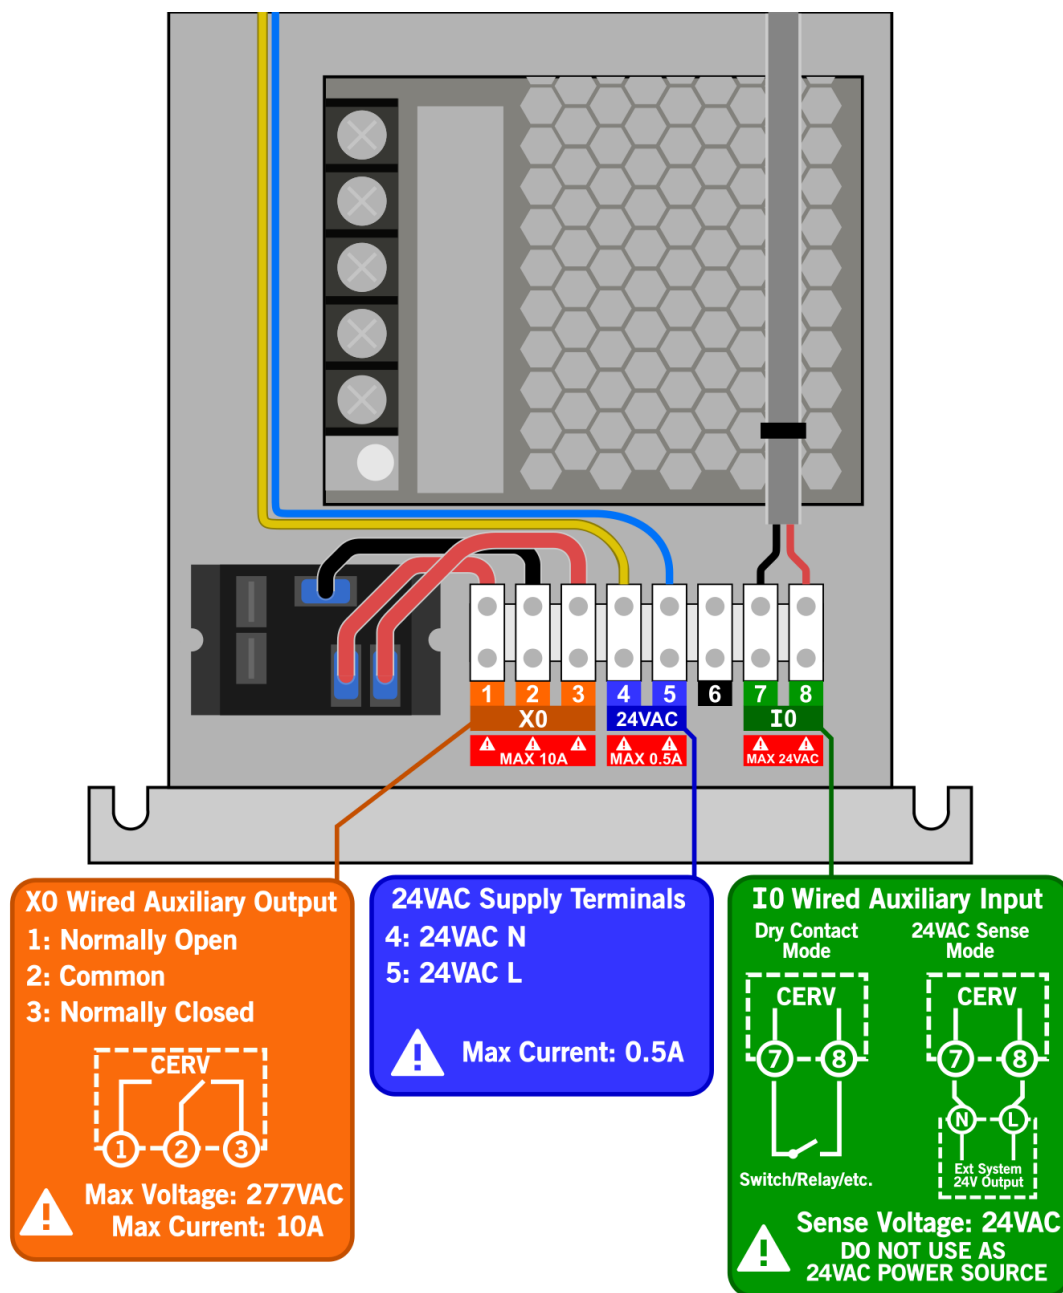 1 2 3 4 5 6 7 8
X0 24VAC I0
MAX 10A MAX 0.5A MAX 24VAC
X0 Wired Auxiliary Output
1: Normally Open
2: Common
3: Normally Closed
CERV
1 2 3
Max Voltage: 277VAC
Max Current: 10A
24VAC Supply Terminals
4: 24VAC N
5: 24VAC L
Max Current: 0.5A
I0 Wired Auxiliary Input
Dry Contact
Mode
CERV
7 8
Switch/Relay/etc.
24VAC Sense
Mode
CERV
7 8
N L
Ext System
24V Output
Sense Voltage: 24VAC
DO NOT USE AS
24VAC POWER SOURCE